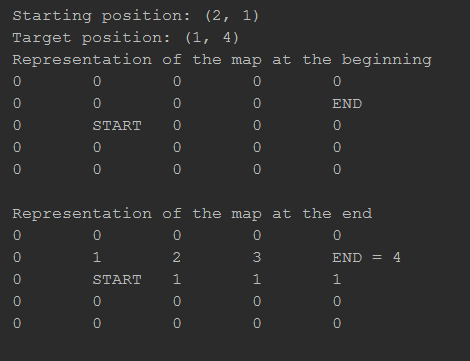 Starting position: (2, 1)
Target position: (1, 4)
Representation of the map at the beginning
0 0 0 0 0
0 0 0 0 END
0 START 0 0 0
0 0 0 0 0
0 0 0 0 0
Representation of the map at the end
0 0 0 0 0
0 1 2 3 END = 4
0 START 1 1 1
0 0 0 0 0
0 0 0 0 0